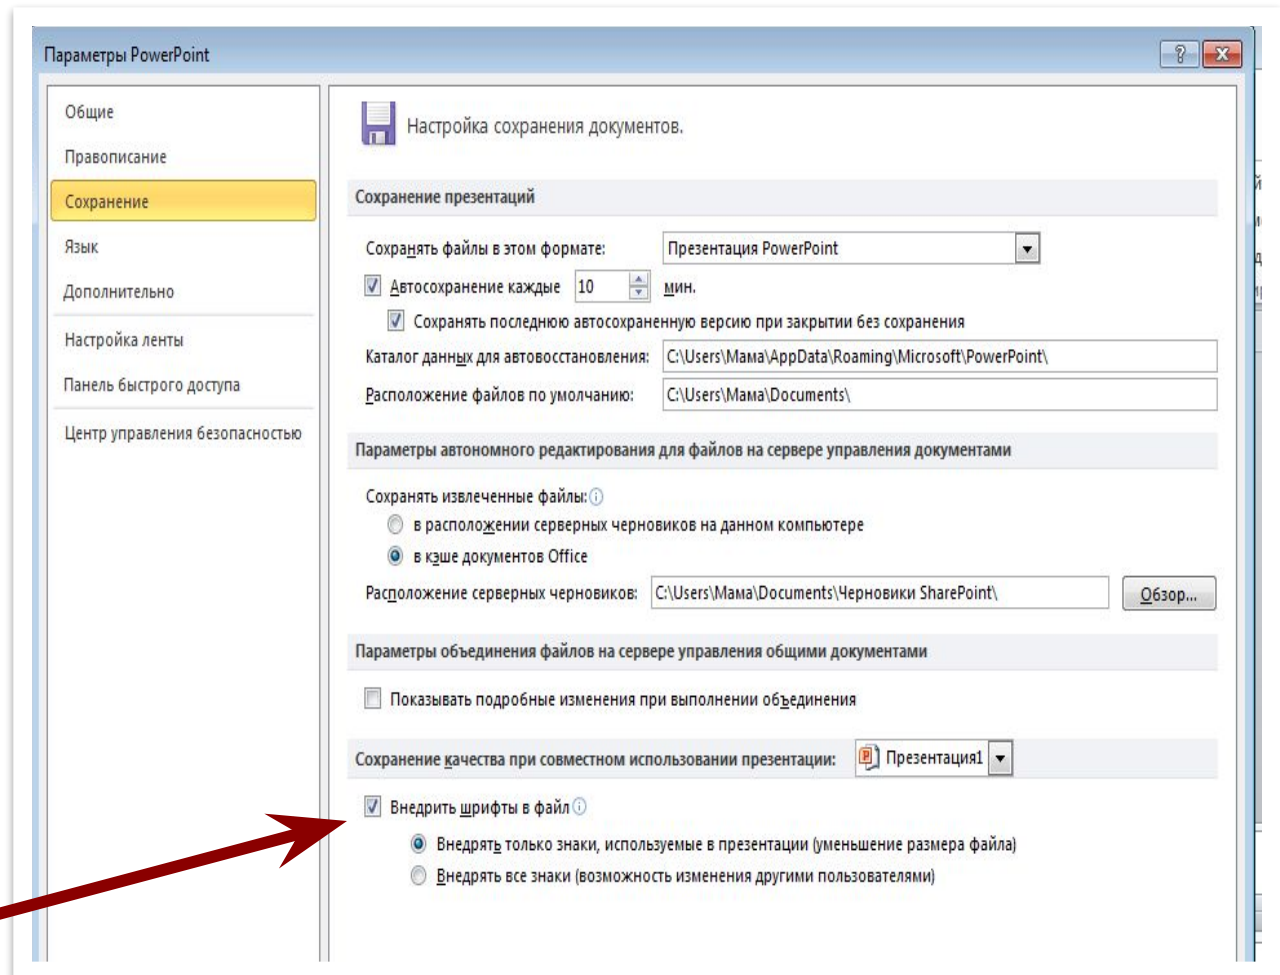 Параметры PowerPoint
Общие
Правописание
Сохранение
Язык
Дополнительно
Настройка ленты
Панель быстрого доступа
Центр управления безопасностью
Настройка сохранения документов.
Сохранение презентаций
Сохранять файлы в этом формате: Презентация PowerPoint
Автосохранение каждые 10 мин.
Сохранять последнюю автосохраненную версию при закрытии без сохранения
Каталог данных для автовосстановления: C:\Users\Мама\AppData\Roaming\Microsoft\PowerPoint\
Расположение файлов по умолчанию: C:\Users\Мама\Documents\
Параметры автономного редактирования для файлов на сервере управления документами
Сохранять извлеченные файлы:
в расположении серверных черновиков на данном компьютере
в кэше документов Office
Расположение серверных черновиков: C:\Users\Мама\Documents\Черновики SharePoint\ Обзор...
Параметры объединения файлов на сервере управления общими документами
Показывать подробные изменения при выполнении объединения
Сохранение качества при совместном использовании презентации: Презентация1
Внедрить шрифты в файл
Внедрять только знаки, используемые в презентации (уменьшение размера файла)
Внедрять все знаки (возможность изменения другими пользователями)